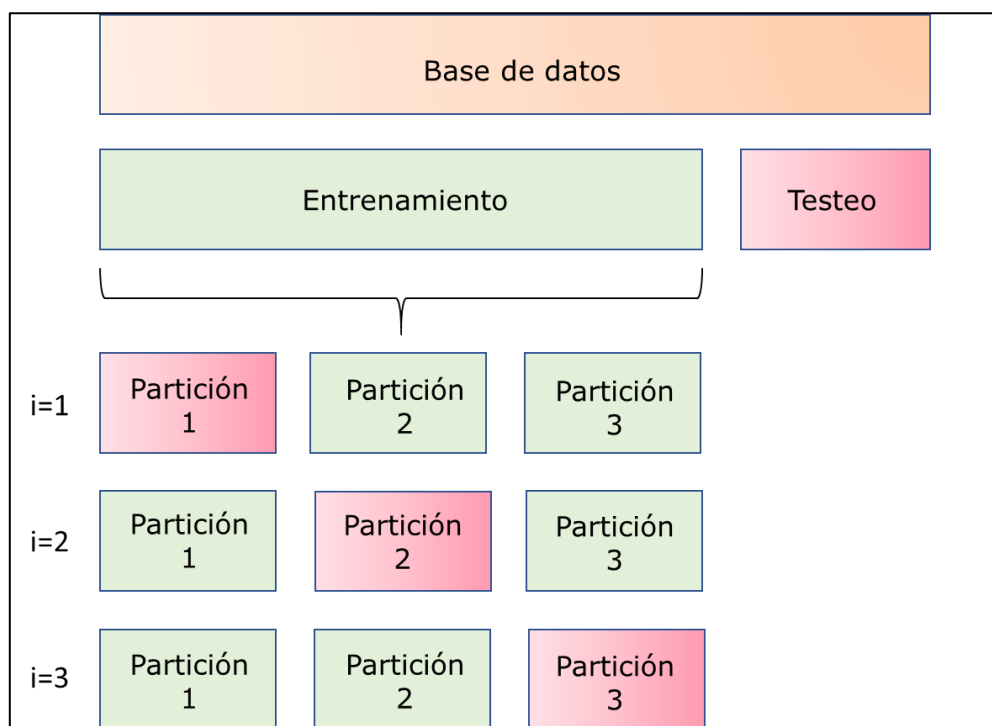 Base de datos
Entrenamiento
Testeo
i=1
Partición
1
Partición
2
Partición
3
i=2
Partición
1
Partición
2
Partición
3
i=3
Partición
1
Partición
2
Partición
3